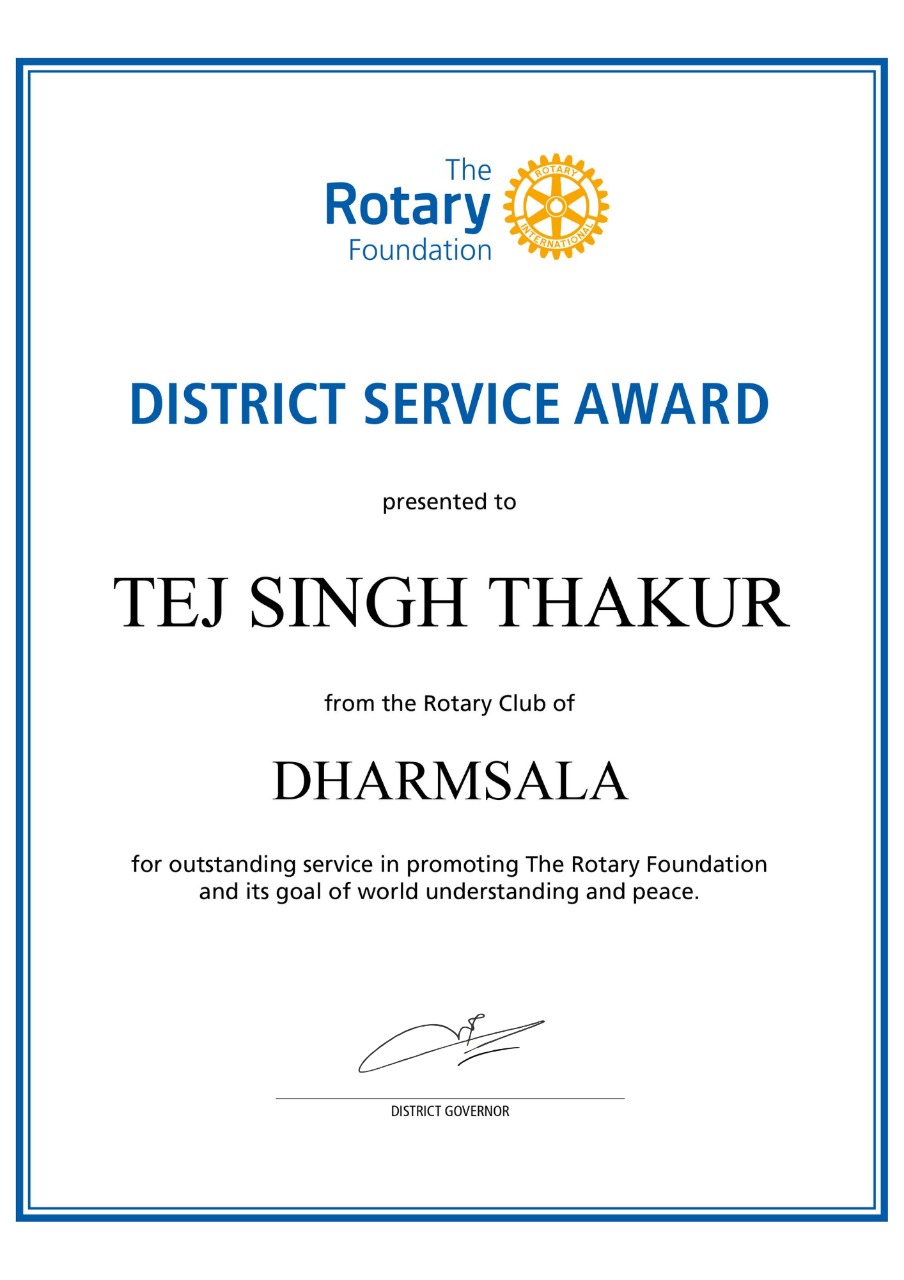 The
Rotary
Foundation
ROTARY
INTERNATIONAL
DISTRICT SERVICE AWARD
presented to
TEJ SINGH THAKUR
from the Rotary Club of
DHARMSALA
for outstanding service in promoting The Rotary Foundation
and its goal of world understanding and peace.
DISTRICT GOVERNOR